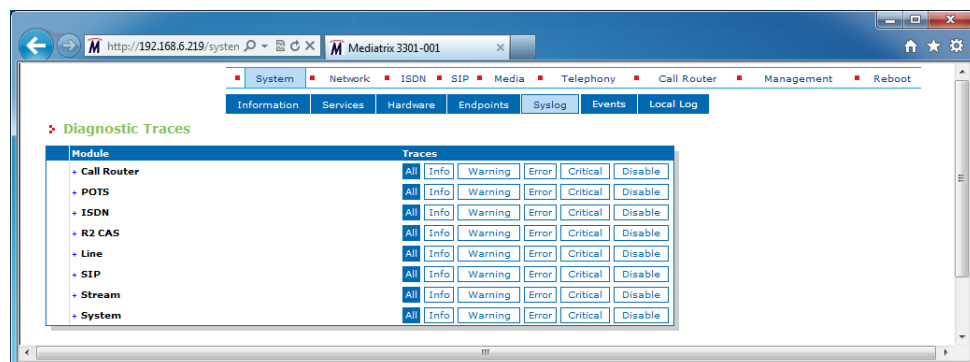 http://192.168.6.219/systen
Mediatrix 3301-001
System Network ISDN SIP Media Telephony Call Router Management Reboot
Information Services Hardware Endpoints Syslog Events Local Log
Diagnostic Traces
Module Traces
+ Call Router All Info Warning Error Critical Disable
+ POTS All Info Warning Error Critical Disable
+ ISDN All Info Warning Error Critical Disable
+ R2 CAS All Info Warning Error Critical Disable
+ Line All Info Warning Error Critical Disable
+ SIP All Info Warning Error Critical Disable
+ Stream All Info Warning Error Critical Disable
+ System All Info Warning Error Critical Disable